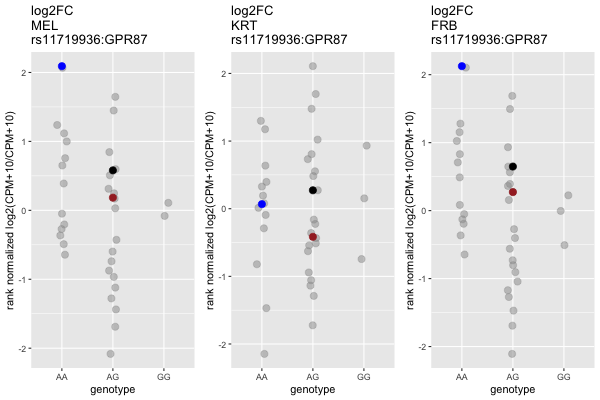 log2FC
MEL
rs11719936:GPR87
rank normalized log2(CPM+10/CPM+10)
2
1
0
-1
-2
AA
AG
GG
genotype
log2FC
KRT
rs11719936:GPR87
rank normalized log2(CPM+10/CPM+10)
2
1
0
-1
-2
AA
AG
GG
genotype
log2FC
FRB
rs11719936:GPR87
rank normalized log2(CPM+10/CPM+10)
2
1
0
-1
-2
AA
AG
GG
genotype